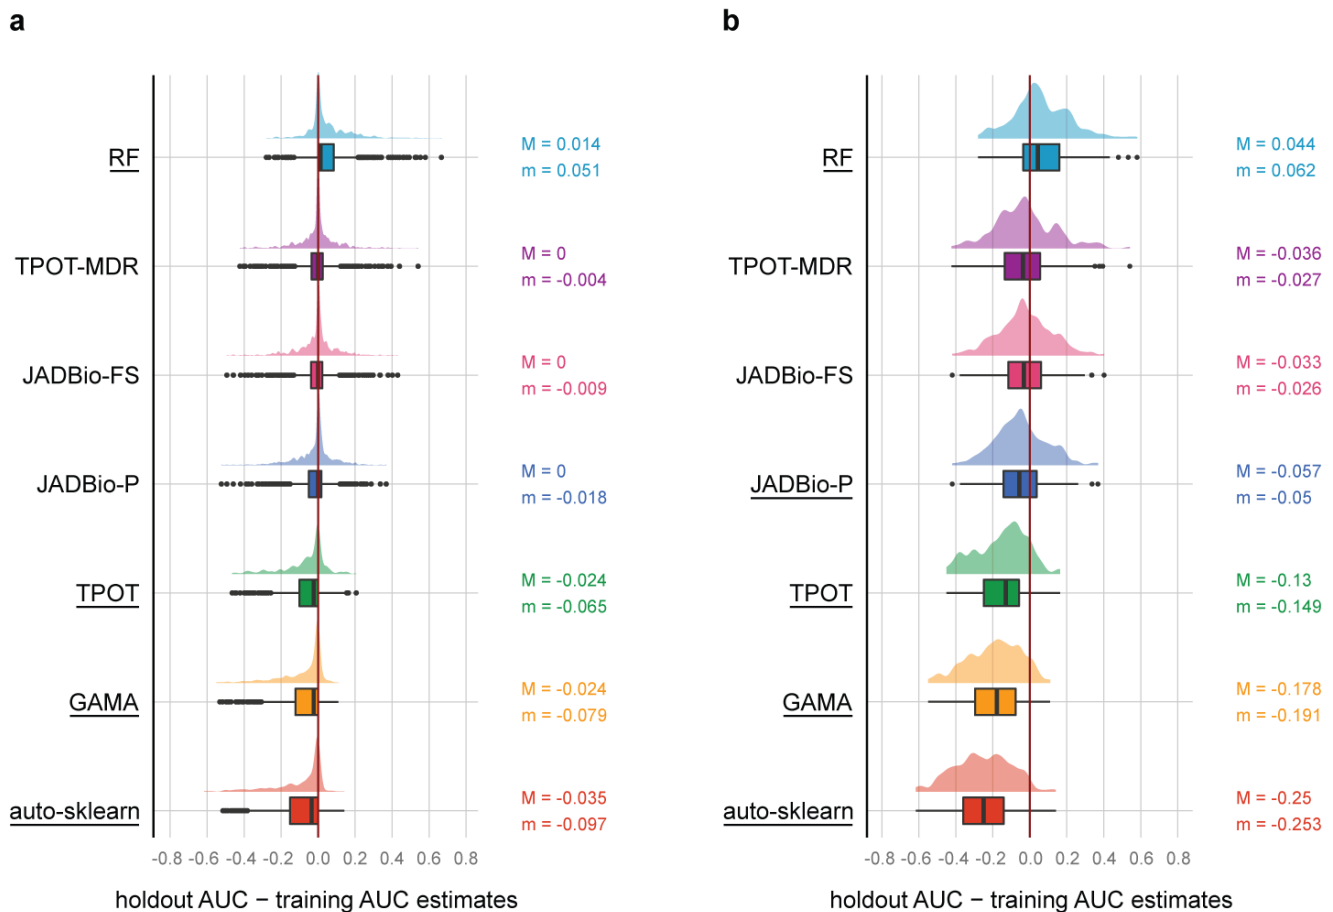 a
RF
M = 0.014
m = 0.051
TPOT-MDR
M = 0
m = -0.004
JADBio-FS
M = 0
m = -0.009
JADBio-P
M = 0
m = -0.018
TPOT
M = -0.024
m = -0.065
GAMA
M = -0.024
m = -0.079
auto-sklearn
M = -0.035
m = -0.097
-0.8 -0.6 -0.4 -0.2 0.0 0.2 0.4 0.6 0.8
holdout AUC − training AUC estimates
b
RF
M = 0.044
m = 0.062
TPOT-MDR
M = -0.036
m = -0.027
JADBio-FS
M = -0.033
m = -0.026
JADBio-P
M = -0.057
m = -0.05
TPOT
M = -0.13
m = -0.149
GAMA
M = -0.178
m = -0.191
auto-sklearn
M = -0.25
m = -0.253
-0.8 -0.6 -0.4 -0.2 0.0 0.2 0.4 0.6 0.8
holdout AUC − training AUC estimates